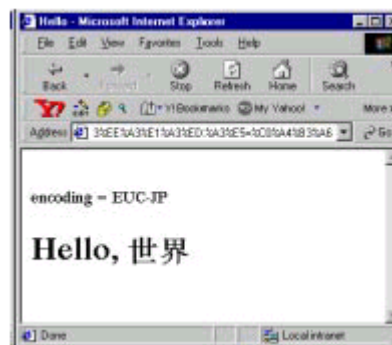 Hello - Microsoft Internet Explorer
File Edit View Favorites Tools Help
Back Forward Stop Refresh Home Search
Y! Bookmarks My Yahoo! More
Address Go
encoding = EUC-JP
Hello, 世界
Done Local intranet